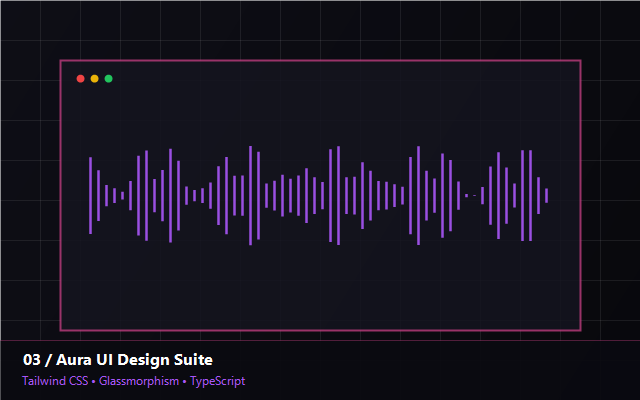 03 / Aura UI Design Suite
Tailwind CSS • Glassmorphism • TypeScript